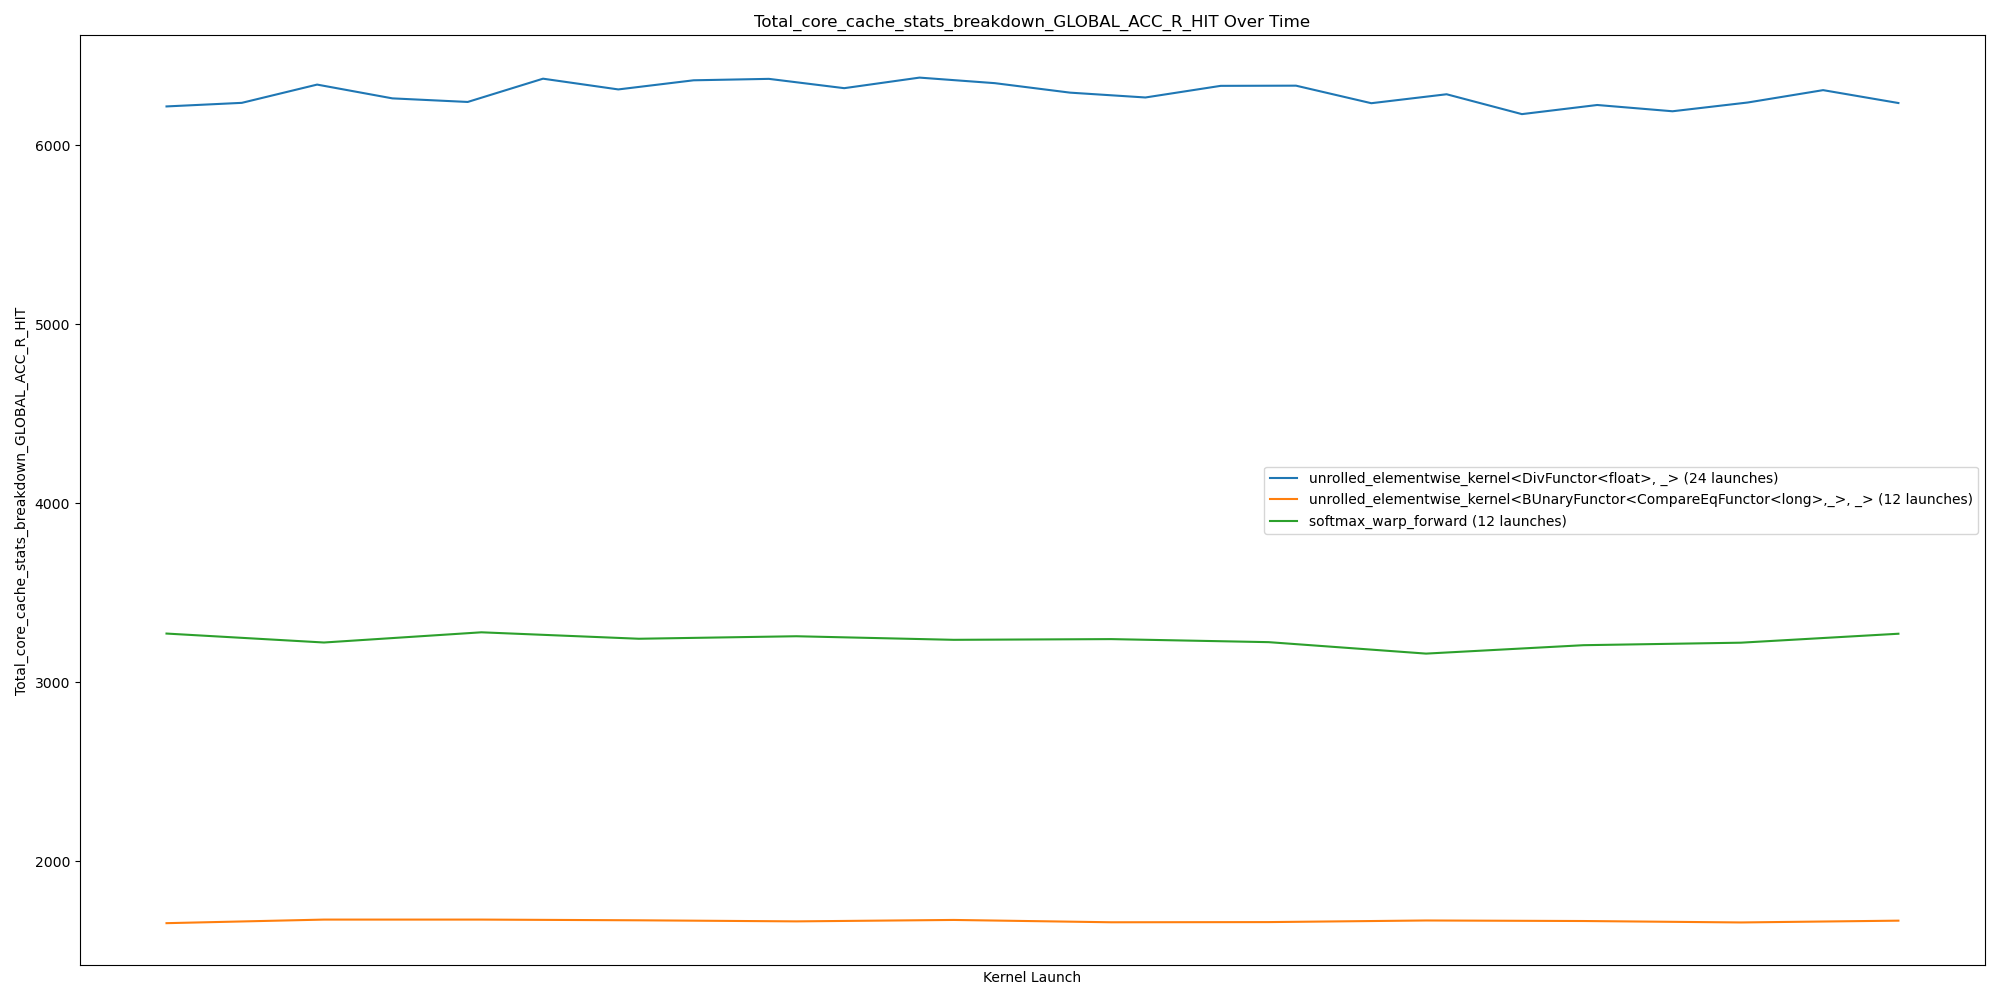 Total_core_cache_stats_breakdown_GLOBAL_ACC_R_HIT Over Time
Total_core_cache_stats_breakdown_GLOBAL_ACC_R_HIT
6000
5000
4000
3000
2000
unrolled_elementwise_kernel<DivFunctor<float>, _> (24 launches)
unrolled_elementwise_kernel<BUnaryFunctor<CompareEqFunctor<long>,_>, _> (12 launches)
softmax_warp_forward (12 launches)
Kernel Launch